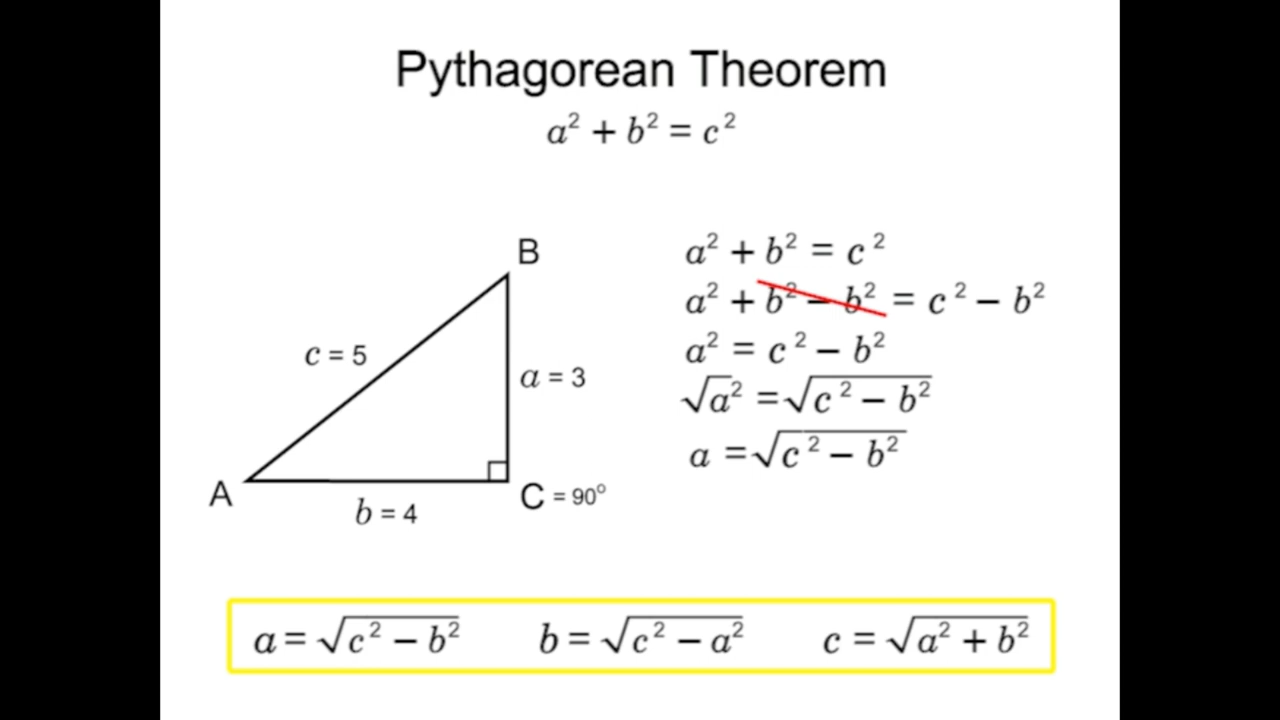 Pythagorean Theorem
a² + b² = c²
B
c = 5
a = 3
A
b = 4
C = 90°
a² + b² = c²
a² + b² − b² = c² − b²
a² = c² − b²
√a² = √c² − b²
a = √c² − b²
a = √c² − b² b = √c² − a² c = √a² + b²